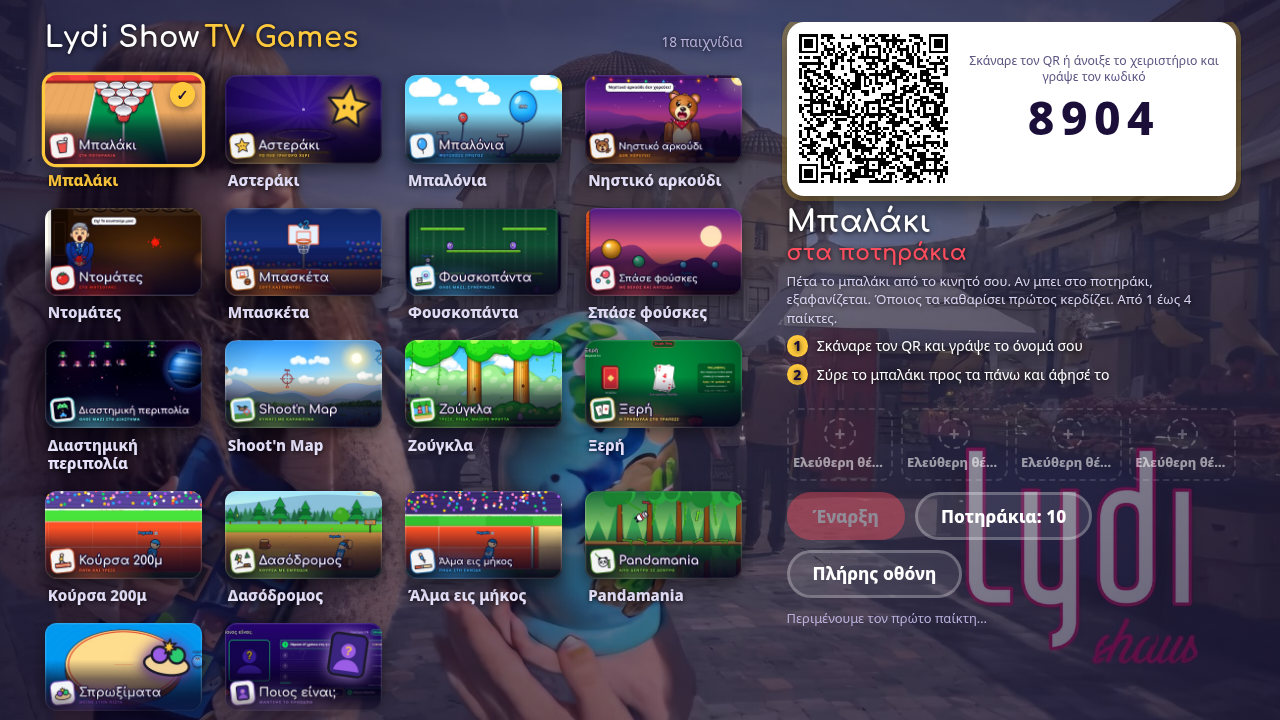 Lydi Show TV Games
18 παιχνίδια
Μπαλάκι
Αστεράκι
Μπαλόνια
Νηστικό αρκούδι
Μπαλάκι
Αστεράκι
Μπαλόνια
Νηστικό αρκούδι
Ντομάτες
Μπασκέτα
Φουσκοπάντα
Σπάσε φούσκες
Ντομάτες
Μπασκέτα
Φουσκοπάντα
Σπάσε φούσκες
Διαστημική περιπολία
Shoot'n Map
Ζούγκλα
Ξερή
Διαστημική
περιπολία
Shoot'n Map
Ζούγκλα
Ξερή
Κούρσα 200μ
Δασόδρομος
Άλμα εις μήκος
Pandamania
Κούρσα 200μ
Δασόδρομος
Άλμα εις μήκος
Pandamania
Σπρωξίματα
Ποιος είναι;
Σκάναρε τον QR ή άνοιξε το χειριστήριο και
γράψε τον κωδικό
8904
Μπαλάκι
στα ποτηράκια
Πέτα το μπαλάκι από το κινητό σου. Αν μπει στο ποτηράκι,
εξαφανίζεται. Όποιος τα καθαρίσει πρώτος κερδίζει. Από 1 έως 4
παίκτες.
1 Σκάναρε τον QR και γράψε το όνομά σου
2 Σύρε το μπαλάκι προς τα πάνω και άφησέ το
Ελεύθερη θέ...
Ελεύθερη θέ...
Ελεύθερη θέ...
Ελεύθερη θέ...
Έναρξη
Ποτηράκια: 10
Πλήρης οθόνη
Περιμένουμε τον πρώτο παίκτη...
Lydi
shows